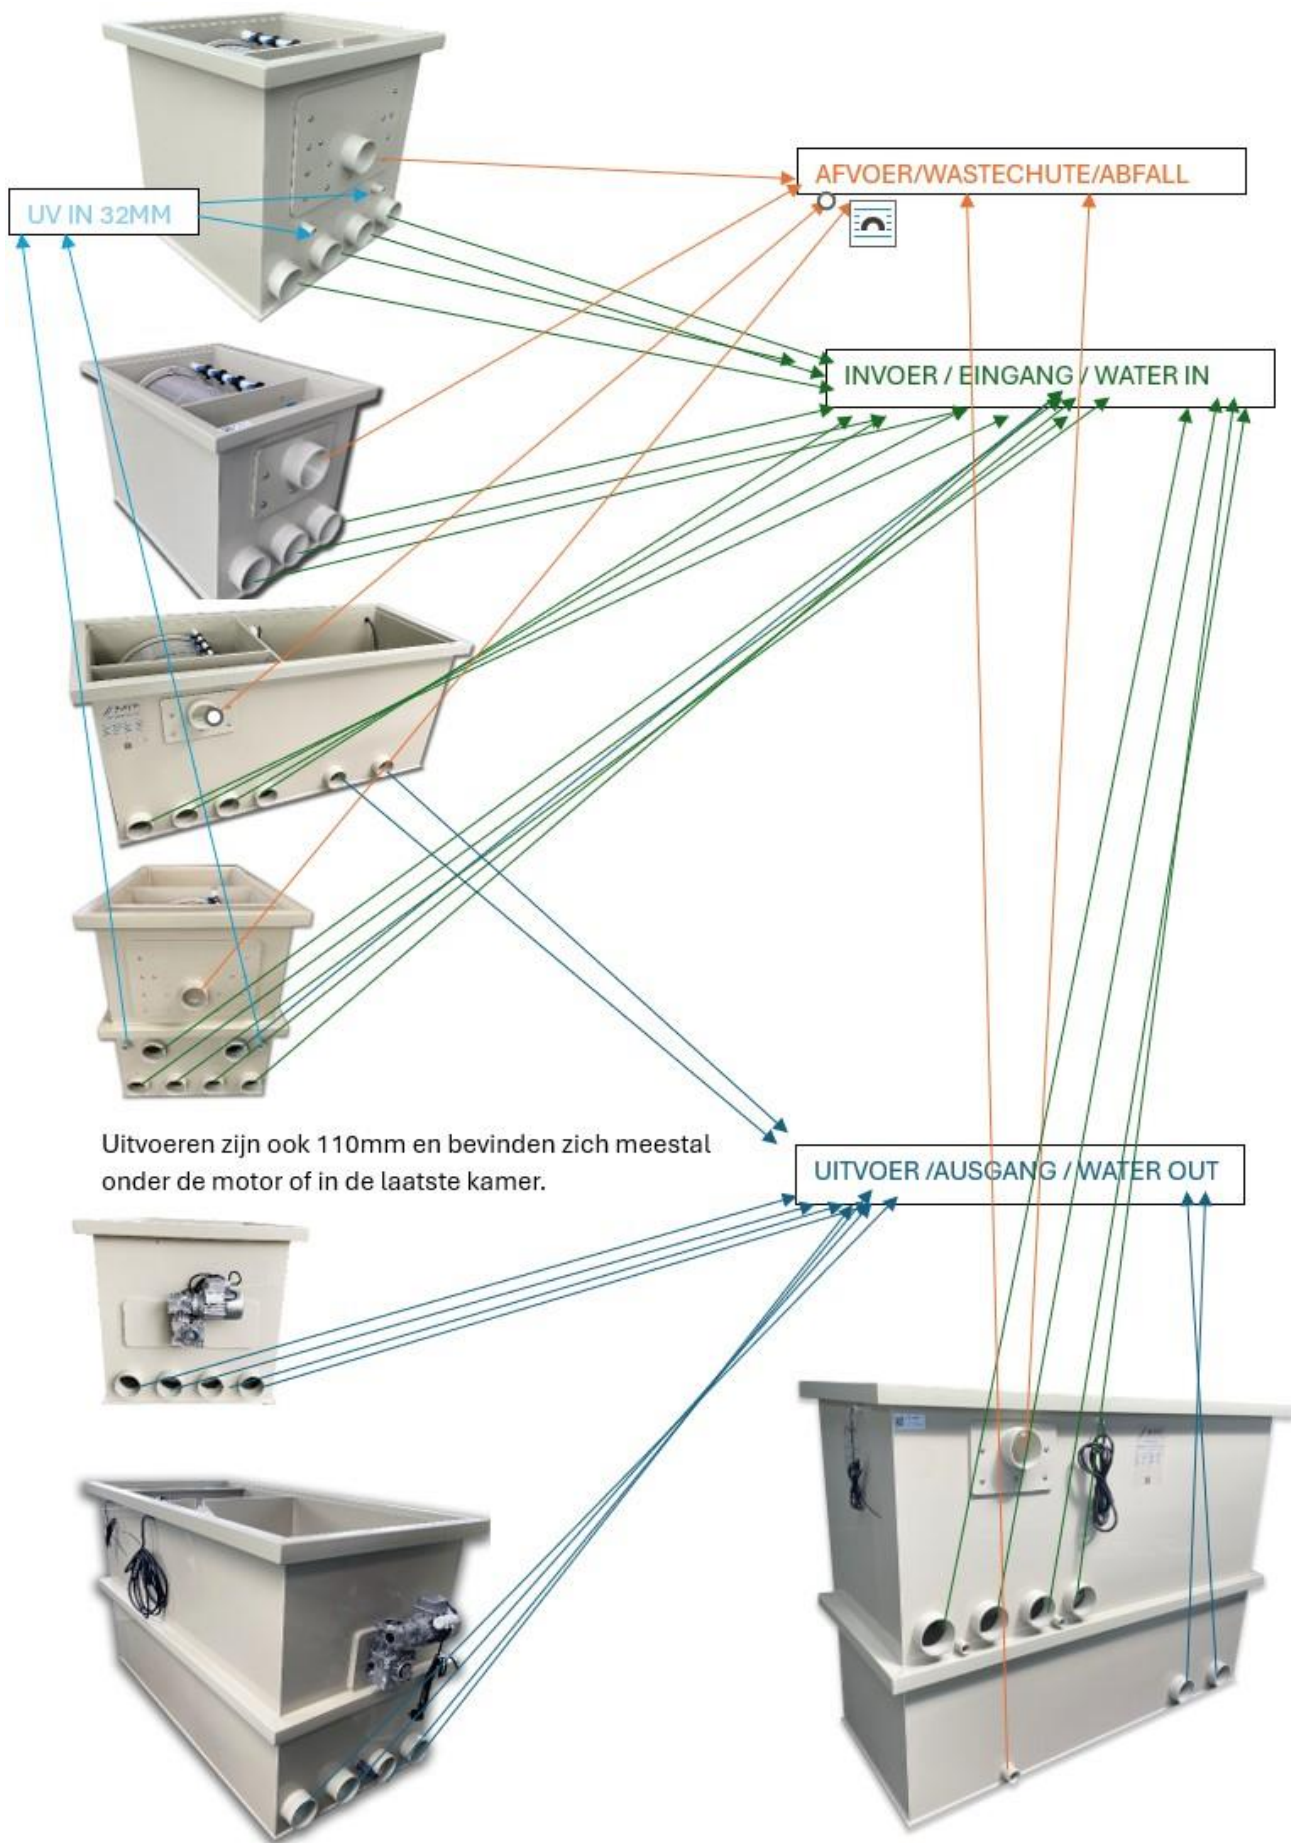 AFVOER/WASTECHUTE/ABFALL
UV IN 32MM
INVOER / EINGANG / WATER IN
Uitvoeren zijn ook 110mm en bevinden zich meestal
onder de motor of in de laatste kamer.
UITVOER /AUSGANG / WATER OUT